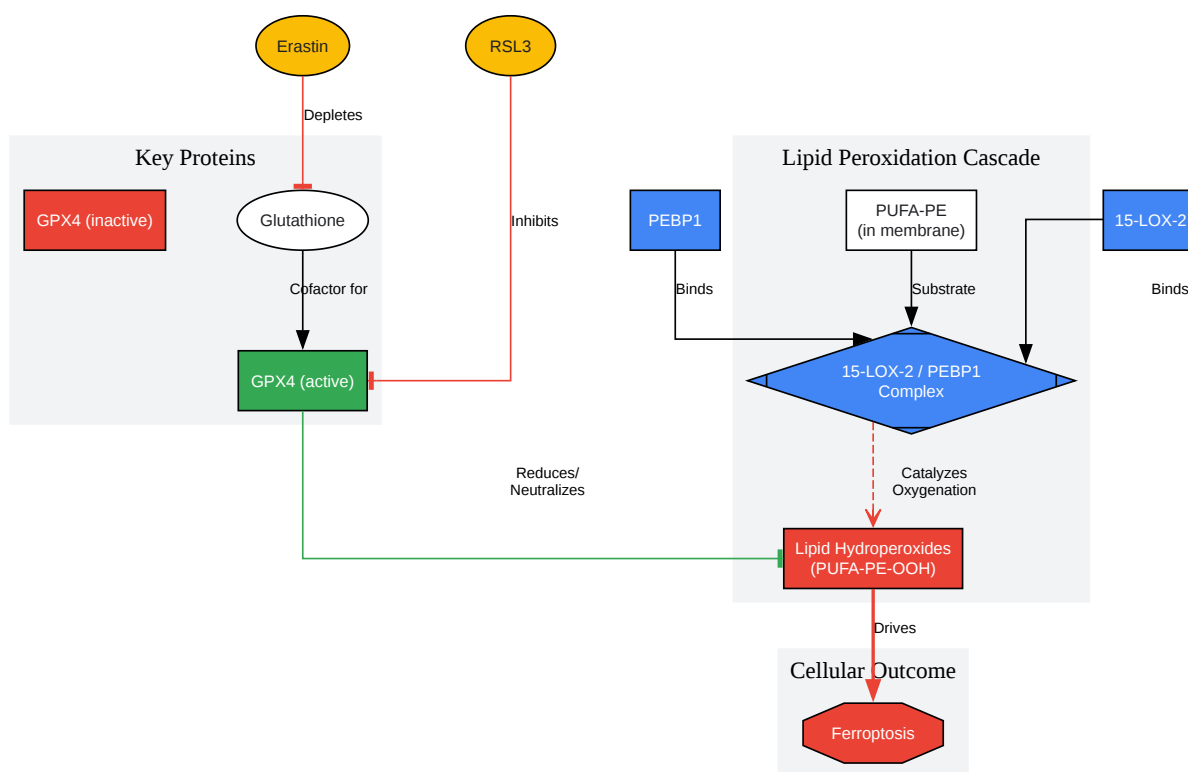 Erastin
RSL3
Depletes
Key Proteins
Lipid Peroxidation Cascade
GPX4 (inactive)
Glutathione
Inhibits
PEBP1
PUFA-PE
(in membrane)
15-LOX-2
Cofactor for
Binds
Substrate
Binds
GPX4 (active)
15-LOX-2 / PEBP1
Complex
Reduces/
Neutralizes
Catalyzes
Oxygenation
Lipid Hydroperoxides
(PUFA-PE-OOH)
Drives
Cellular Outcome
Ferroptosis